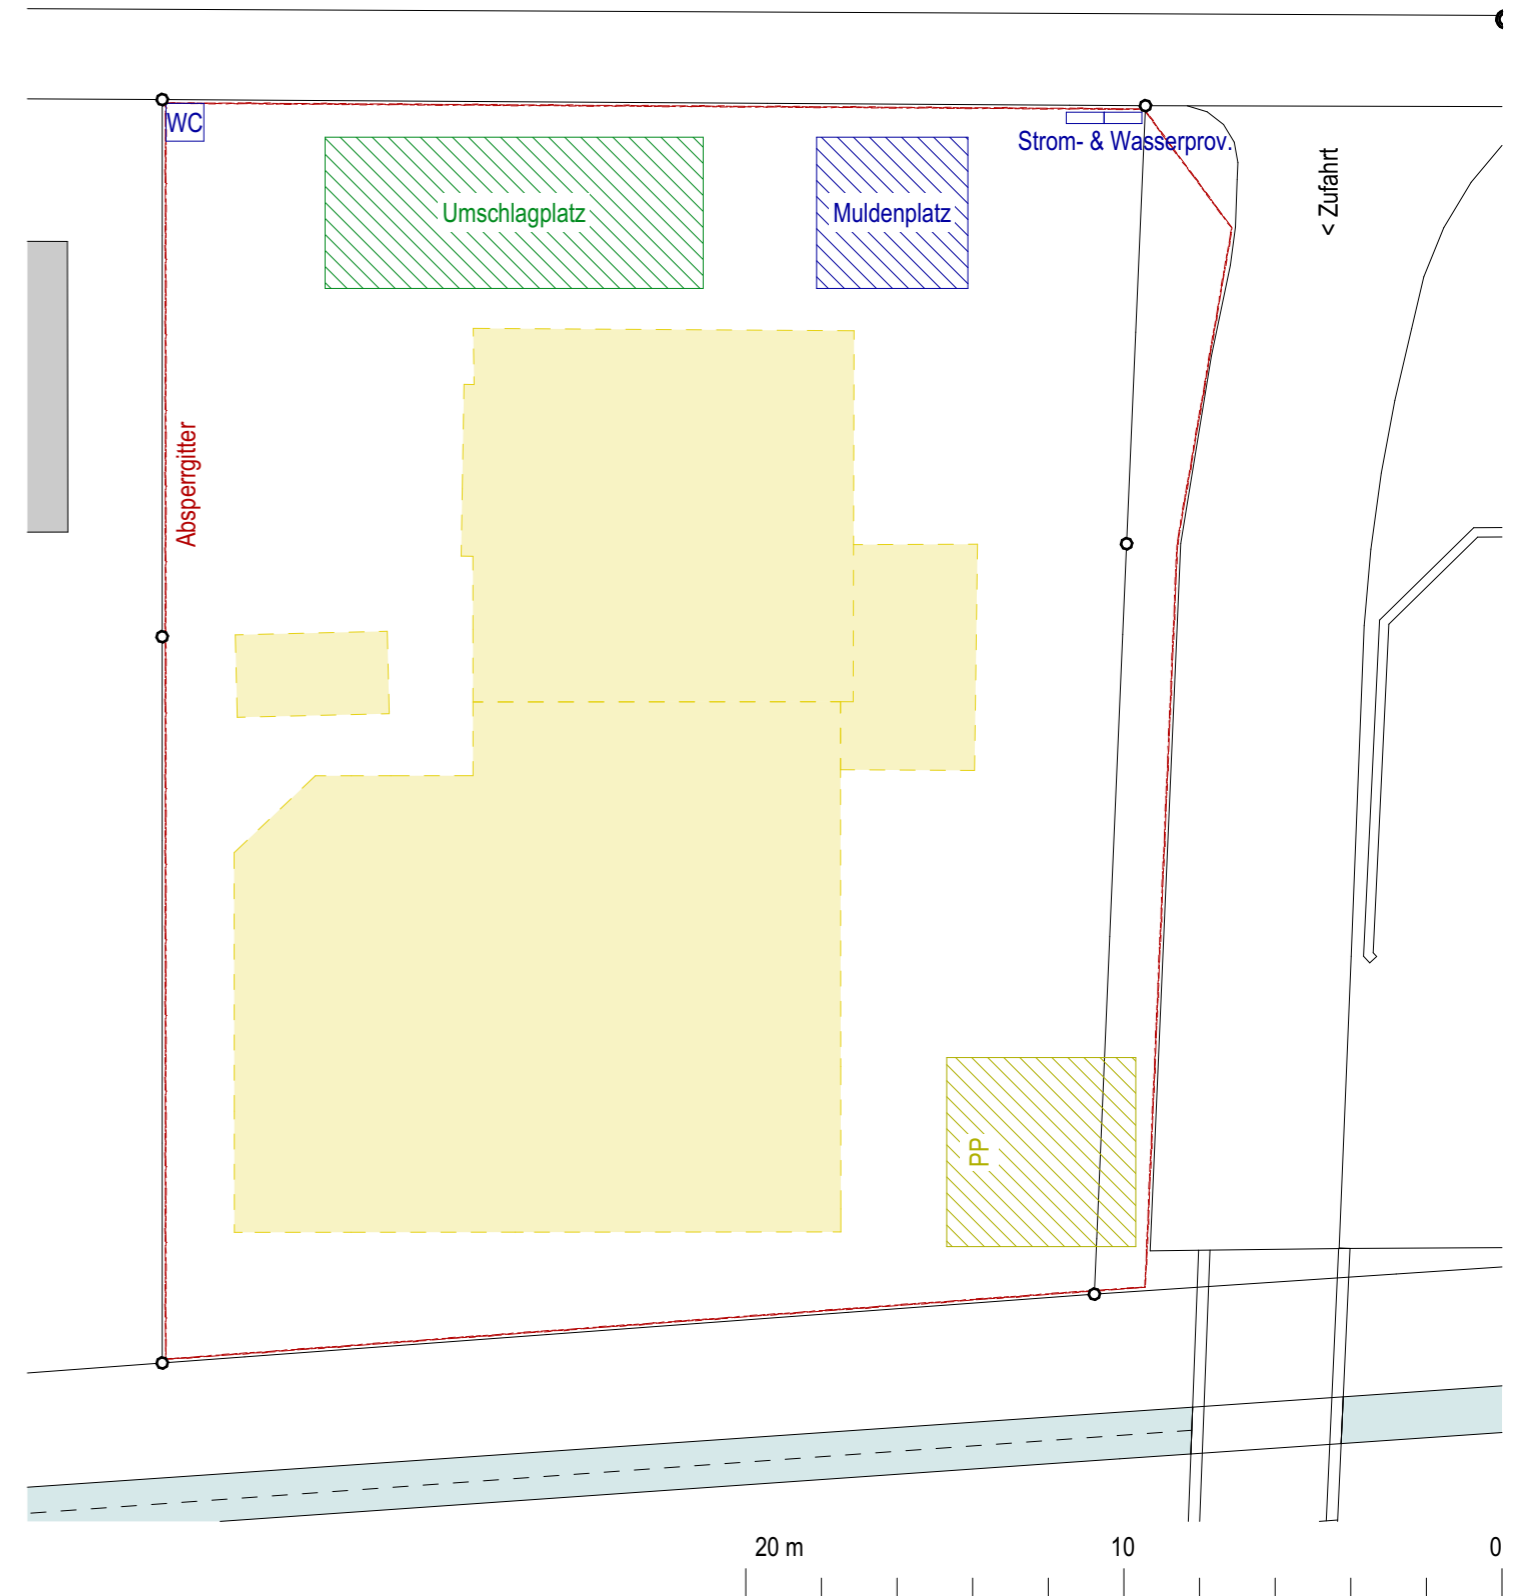 WC
Strom- & Wasserprov.
Umschlagplatz
Muldenplatz
< Zufahrt
Absperrgitter
PP
20 m
10
0